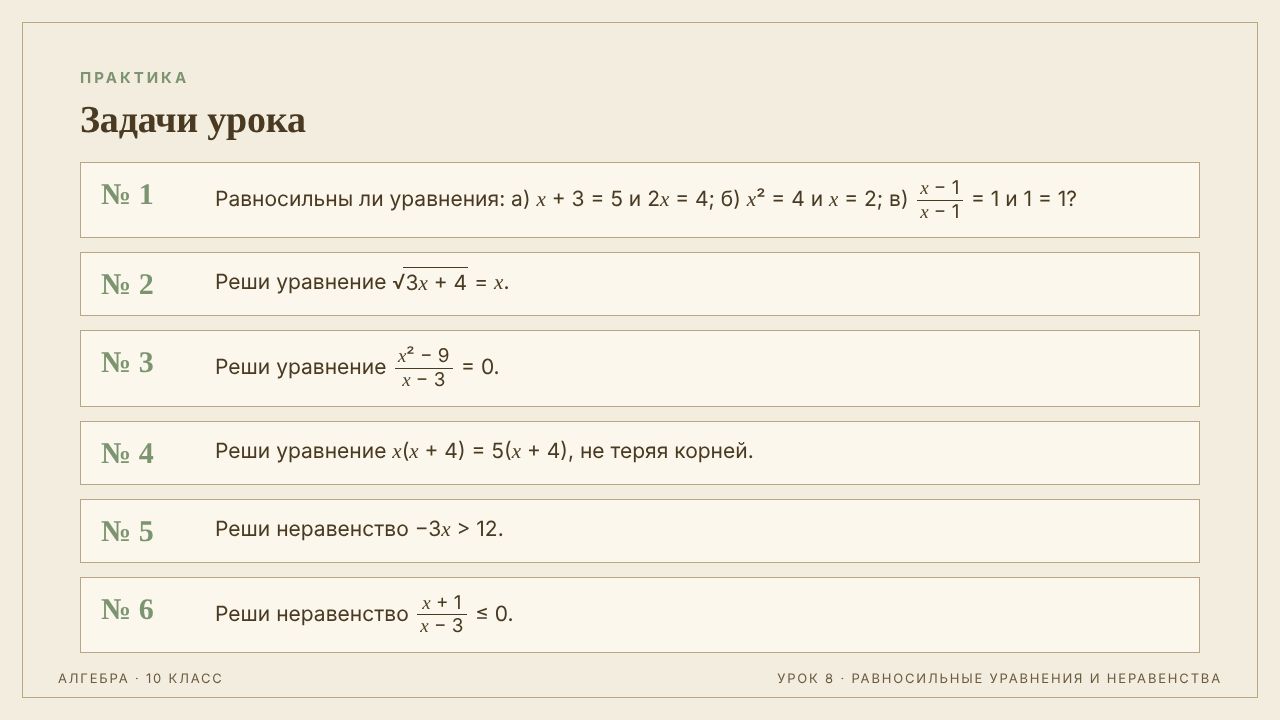 ПРАКТИКА
Задачи урока
№ 1 Равносильны ли уравнения: а) x + 3 = 5 и 2x = 4; б) x² = 4 и x = 2; в) (x − 1)/(x − 1) = 1 и 1 = 1?
№ 2 Реши уравнение √(3x + 4) = x.
№ 3 Реши уравнение (x² − 9)/(x − 3) = 0.
№ 4 Реши уравнение x(x + 4) = 5(x + 4), не теряя корней.
№ 5 Реши неравенство −3x > 12.
№ 6 Реши неравенство (x + 1)/(x − 3) ≤ 0.
АЛГЕБРА · 10 КЛАСС
УРОК 8 · РАВНОСИЛЬНЫЕ УРАВНЕНИЯ И НЕРАВЕНСТВА